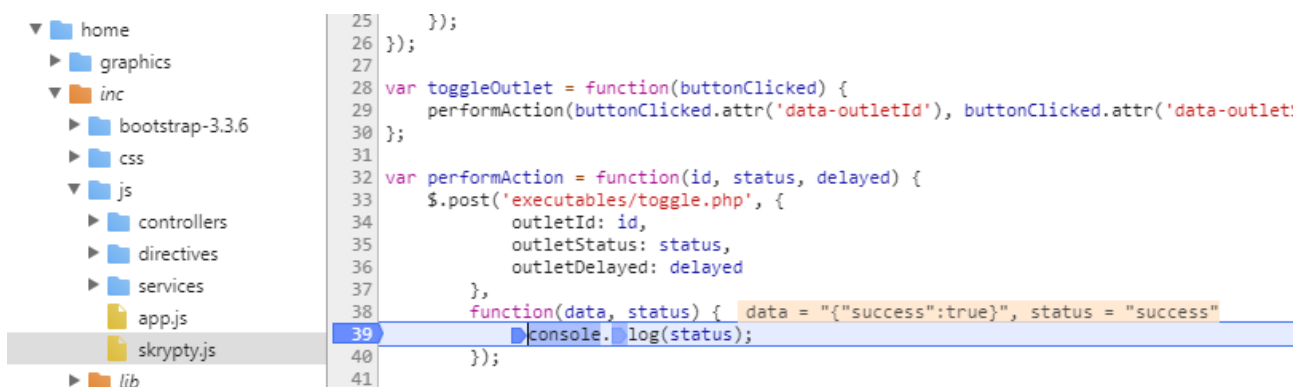 home
graphics
inc
bootstrap-3.3.6
css
js
controllers
directives
services
app.js
skrypty.js
lib
25 });
26 });
27
28 var toggleOutlet = function(buttonClicked) {
29 performAction(buttonClicked.attr('data-outletId'), buttonClicked.attr('data-outlet
30 };
31
32 var performAction = function(id, status, delayed) {
33 $.post('executables/toggle.php', {
34 outletId: id,
35 outletStatus: status,
36 outletDelayed: delayed
37 },
38 function(data, status) { data = "{"success":true}", status = "success"
39 console.log(status);
40 });
41